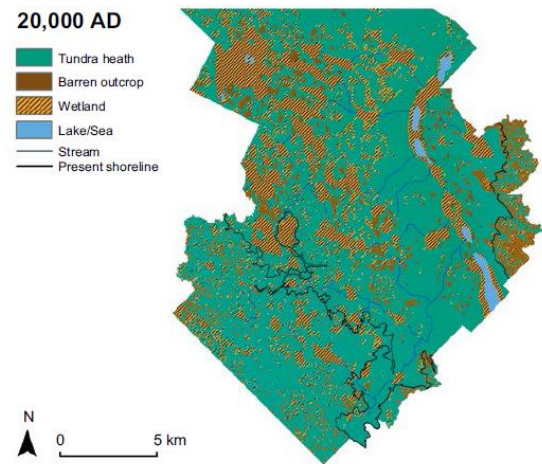 20,000 AD
Tundra heath
Barren outcrop
Wetland
Lake/Sea
Stream
Present shoreline
N
0 5 km